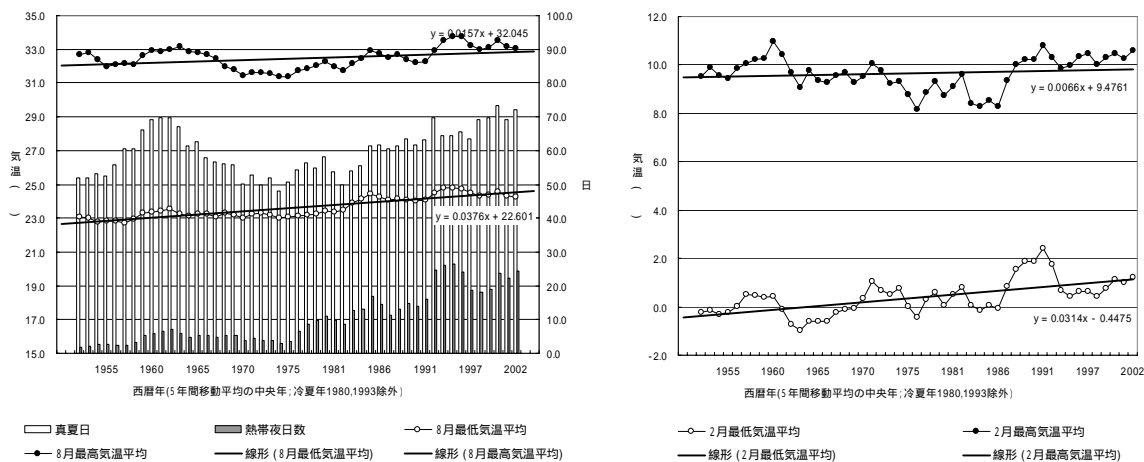 35.0
33.0
31.0
29.0
27.0
25.0
23.0
21.0
19.0
17.0
15.0
気温( )
100.0
90.0
80.0
70.0
60.0
50.0
40.0
30.0
20.0
10.0
0.0
日
y = 0.0157x + 32.045
y = 0.0376x + 22.601
1955 1960 1965 1970 1975 1980 1985 1991 1997 2002
西暦年(5年間移動平均の中央年;冷夏年1980,1993除外)
真夏日 熱帯夜日数 8月最低気温平均
8月最高気温平均 線形 (8月最低気温平均) 線形 (8月最高気温平均)
12.0
10.0
8.0
6.0
4.0
2.0
0.0
-2.0
気温( )
y = 0.0066x + 9.4761
y = 0.0314x - 0.4475
1955 1960 1965 1970 1975 1981 1986 1991 1996 2002
西暦年(5年間移動平均の中央年;冷夏年1980,1993除外)
2月最低気温平均 2月最高気温平均
線形 (2月最低気温平均) 線形 (2月最高気温平均)